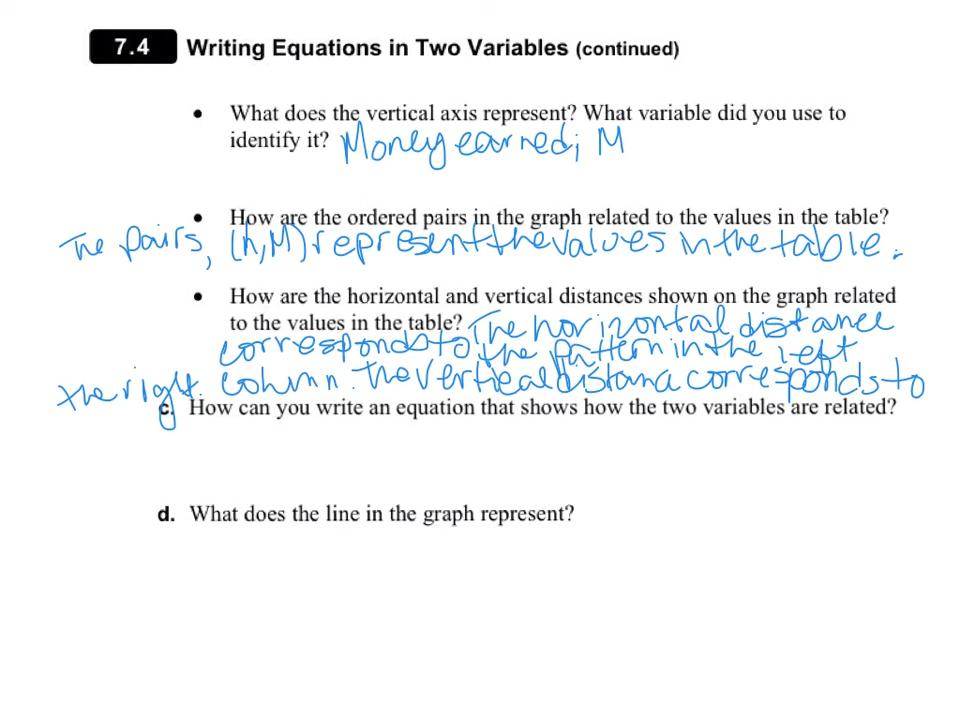 7.4 Writing Equations in Two Variables (continued)
• What does the vertical axis represent? What variable did you use to
identify it? Money earned; M
• How are the ordered pairs in the graph related to the values in the table?
The pairs, (h,M) represent the values in the table.
• How are the horizontal and vertical distances shown on the graph related
to the values in the table? The horizontal distance
corresponds to the pattern in the left
column. The vertical distance corresponds to
the right.
c. How can you write an equation that shows how the two variables are related?
d. What does the line in the graph represent?